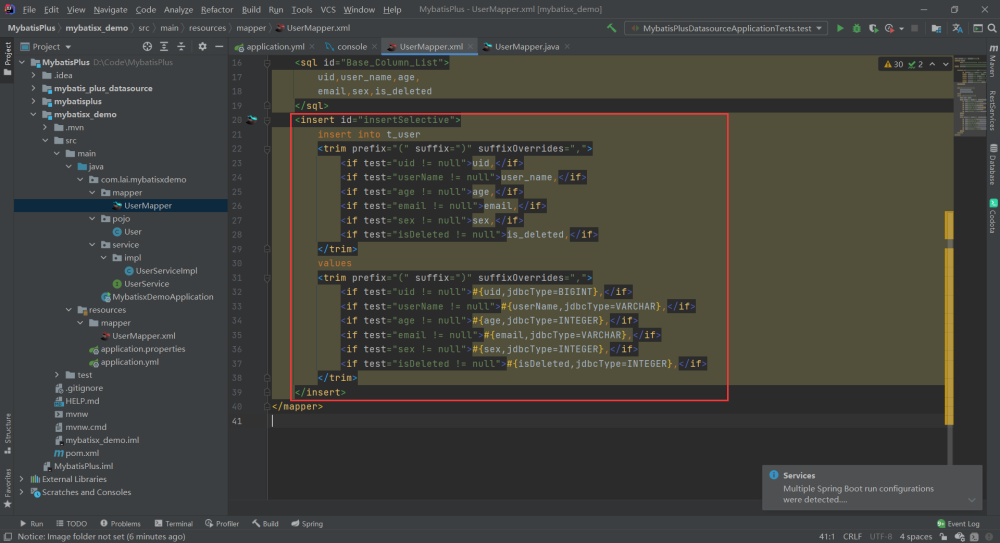 File Edit View Navigate Code Analyze Refactor Build Run Tools VCS Window Help MybatisPlus - UserMapper.xml [mybatisx_demo]
MybatisPlus mybatisx_demo src main resources mapper UserMapper.xml MybatisPlusDatasourceApplicationTests.test
Project application.yml console UserMapper.xml UserMapper.java
Project
Structure
Favorites
MybatisPlus D:\Code\MybatisPlus
.idea
mybatis_plus_datasource
mybatisplus
mybatisx_demo
.mvn
src
main
java
com.lai.mybatisxdemo
mapper
UserMapper
pojo
User
service
impl
UserServiceImpl
UserService
MybatisxDemoApplication
resources
mapper
UserMapper.xml
application.properties
application.yml
test
.gitignore
HELP.md
mvnw
mvnw.cmd
mybatisx_demo.iml
pom.xml
MybatisPlus.iml
External Libraries
Scratches and Consoles
30 2
16 <sql id="Base_Column_List">
17 uid,user_name,age,
18 email,sex,is_deleted
19 </sql>
20 <insert id="insertSelective">
21 insert into t_user
22 <trim prefix="(" suffix=")" suffixOverrides=",">
23 <if test="uid != null">uid,</if>
24 <if test="userName != null">user_name,</if>
25 <if test="age != null">age,</if>
26 <if test="email != null">email,</if>
27 <if test="sex != null">sex,</if>
28 <if test="isDeleted != null">is_deleted,</if>
29 </trim>
30 values
31 <trim prefix="(" suffix=")" suffixOverrides=",">
32 <if test="uid != null">#{uid,jdbcType=BIGINT},</if>
33 <if test="userName != null">#{userName,jdbcType=VARCHAR},</if>
34 <if test="age != null">#{age,jdbcType=INTEGER},</if>
35 <if test="email != null">#{email,jdbcType=VARCHAR},</if>
36 <if test="sex != null">#{sex,jdbcType=INTEGER},</if>
37 <if test="isDeleted != null">#{isDeleted,jdbcType=INTEGER},</if>
38 </trim>
39 </insert>
40 </mapper>
41
Maven
RestServices
Database
Codota
Services
Multiple Spring Boot run configurations
were detected....
Run TODO Problems Terminal Profiler Build Spring Event Log
Notice: Image folder not set (6 minutes ago) 41:1 CRLF UTF-8 4 spaces